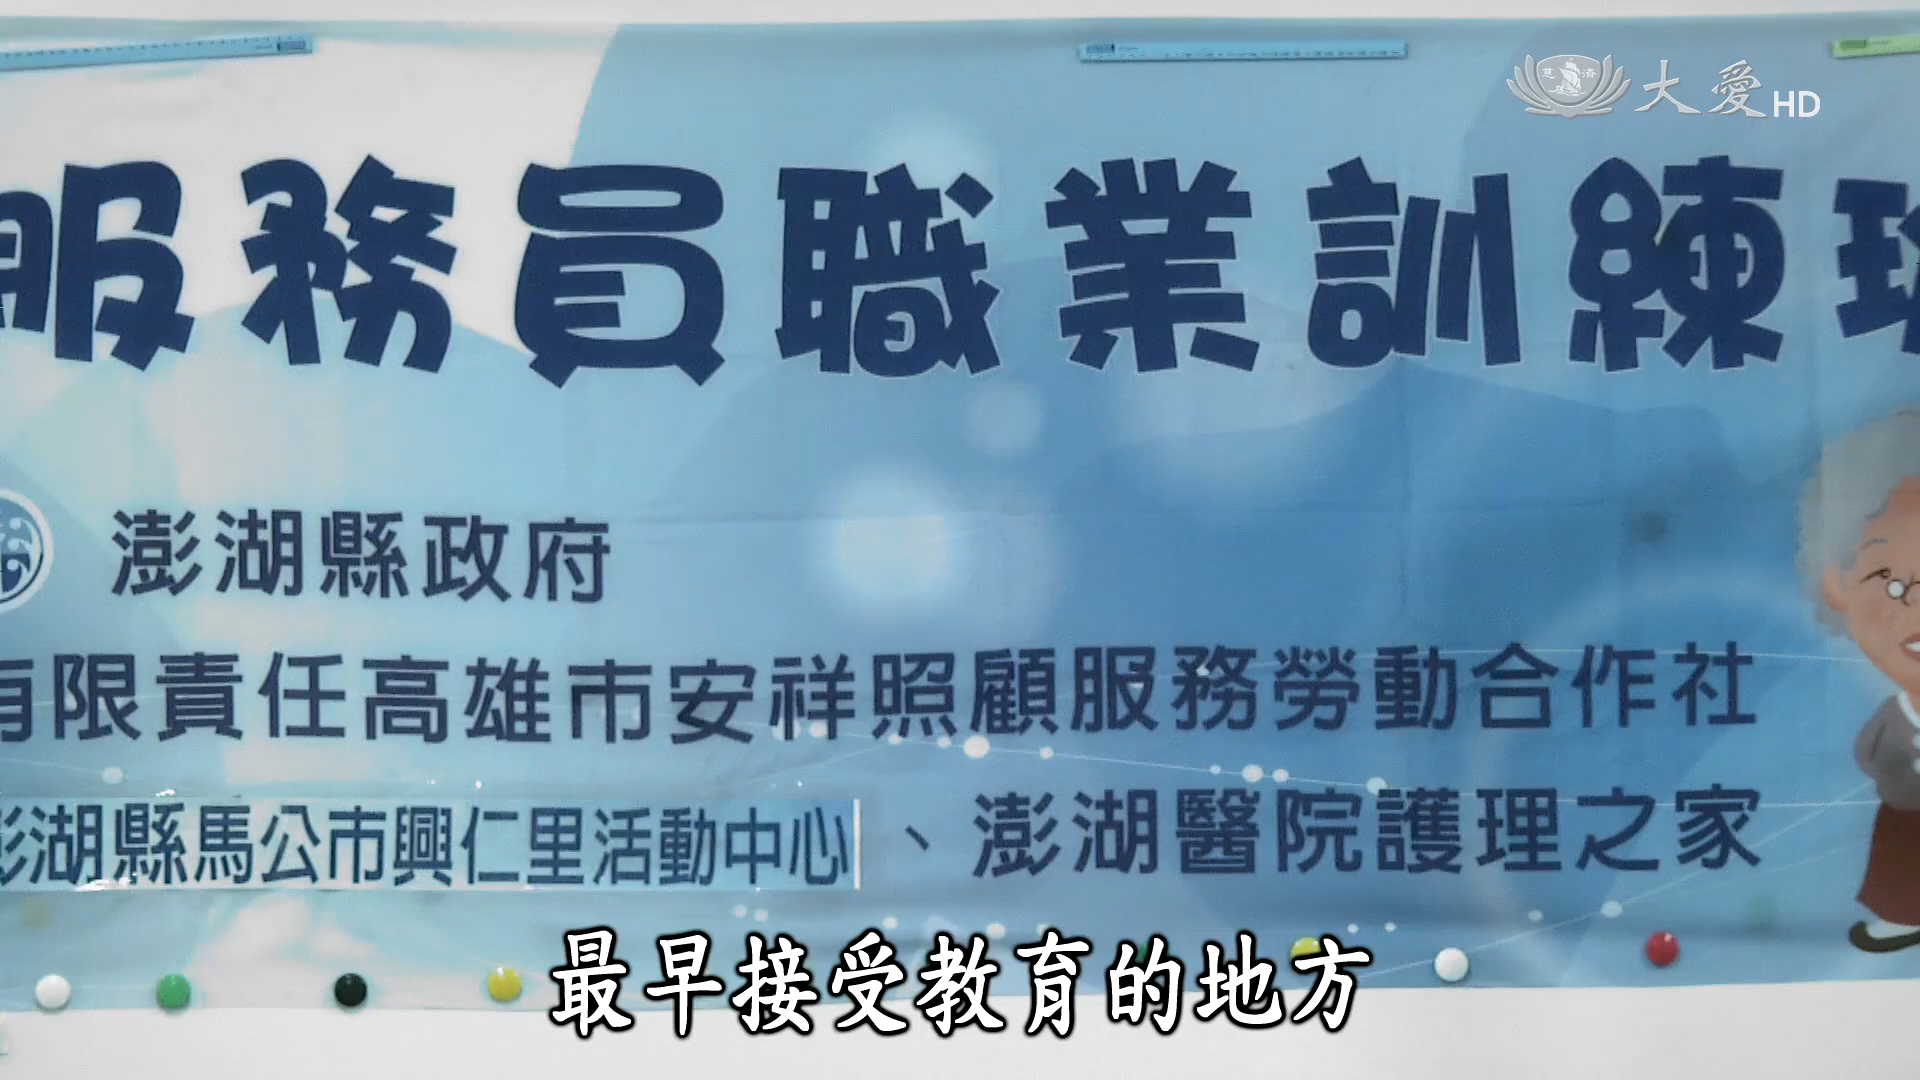 大愛HD
服務員職業訓練班
澎湖縣政府
有限責任高雄市安祥照顧服務勞動合作社
澎湖縣馬公市興仁里活動中心、澎湖醫院護理之家
最早接受教育的地方